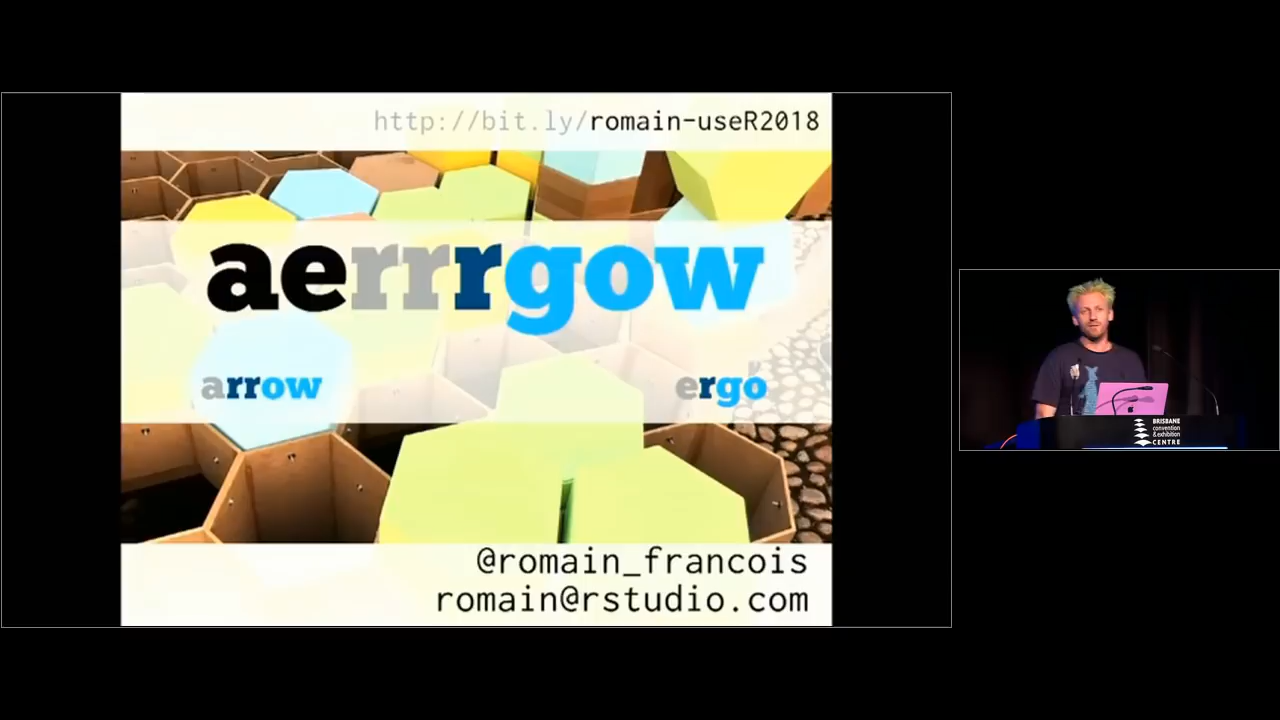 http://bit.ly/romain-useR2018
aerrrgow
arrow
ergo
@romain_francois
romain@rstudio.com
BRISBANE
convention
& exhibition
CENTRE